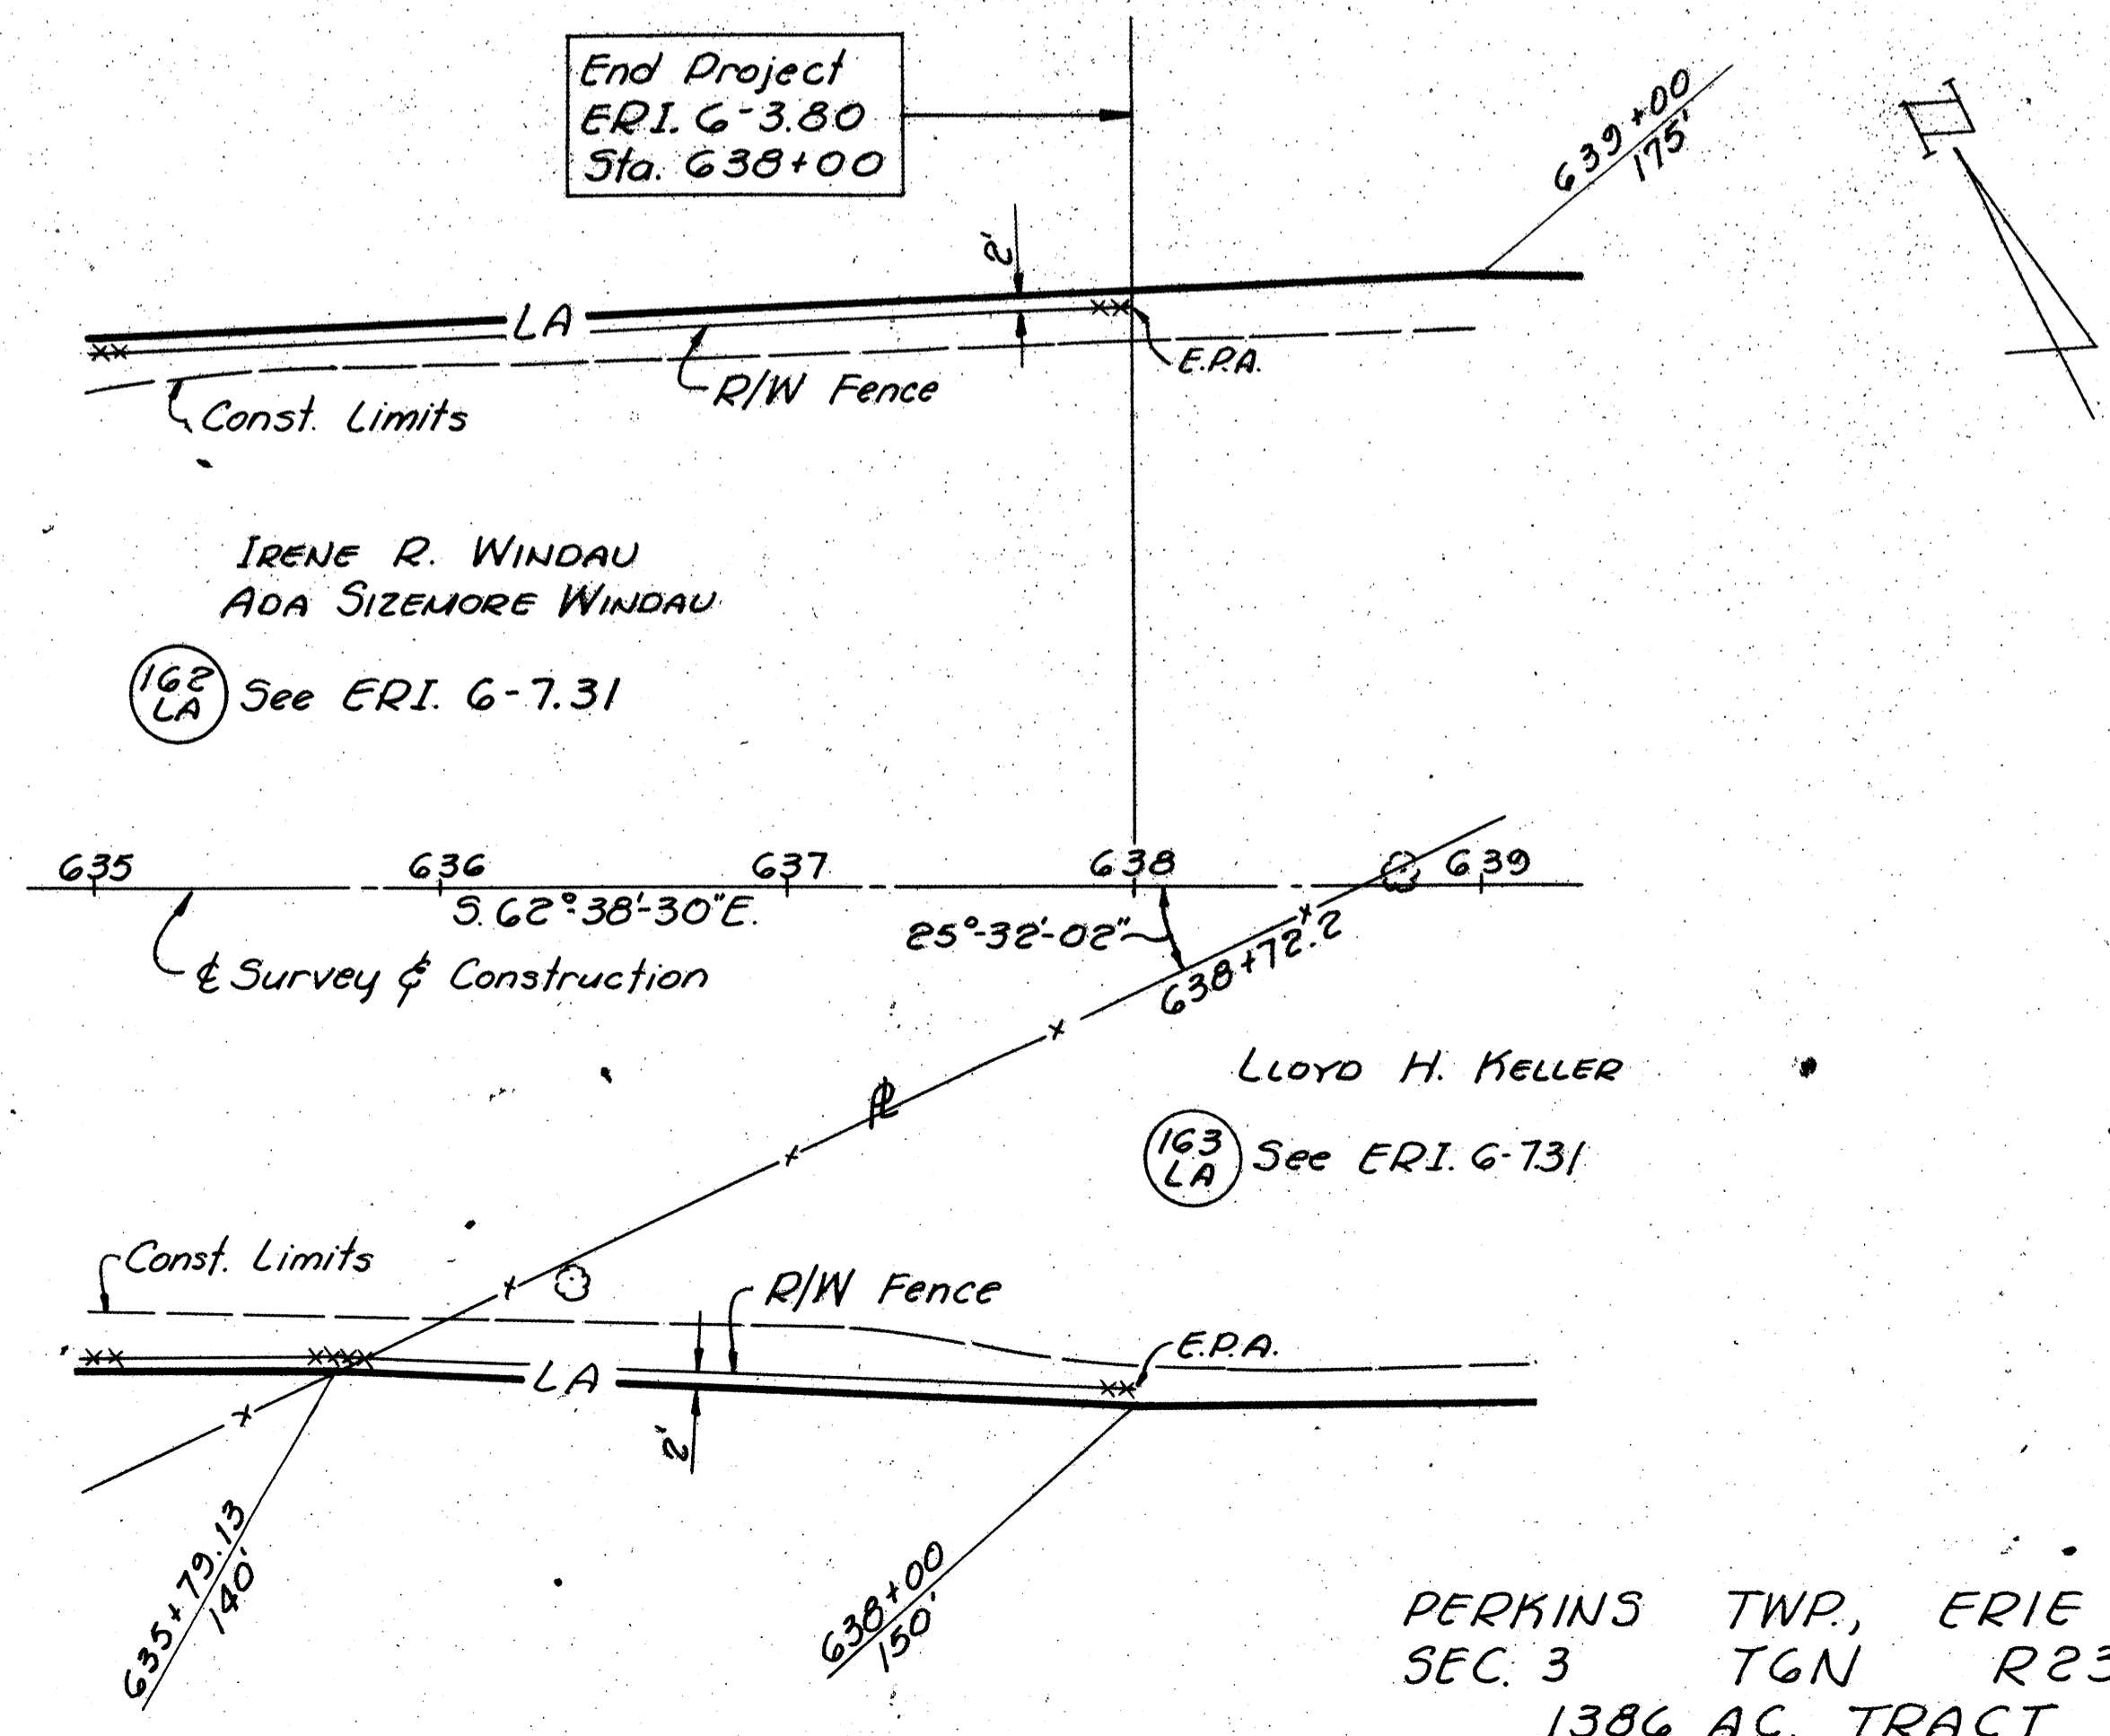 End Project
ERI. 6-3.80
Sta. 638+00
639+00
175'
2'
LA
E.P.A.
R/W Fence
Const. Limits
IRENE R. WINDAU
ADA SIZEMORE WINDAU
162
LA
See ERI. 6-7.31
635 636 637 638 639
S. 62°-38'-30"E.
25°-32'-02"
638+72.2
℄ Survey & Construction
LLOYD H. KELLER
PL
163
LA
See ERI. 6-731
Const. Limits
R/W Fence
E.P.A.
LA
2'
635+79.13
140'
638+00
150'
PERKINS TWP., ERIE
SEC. 3 T6N R23
1386 AC. TRACT